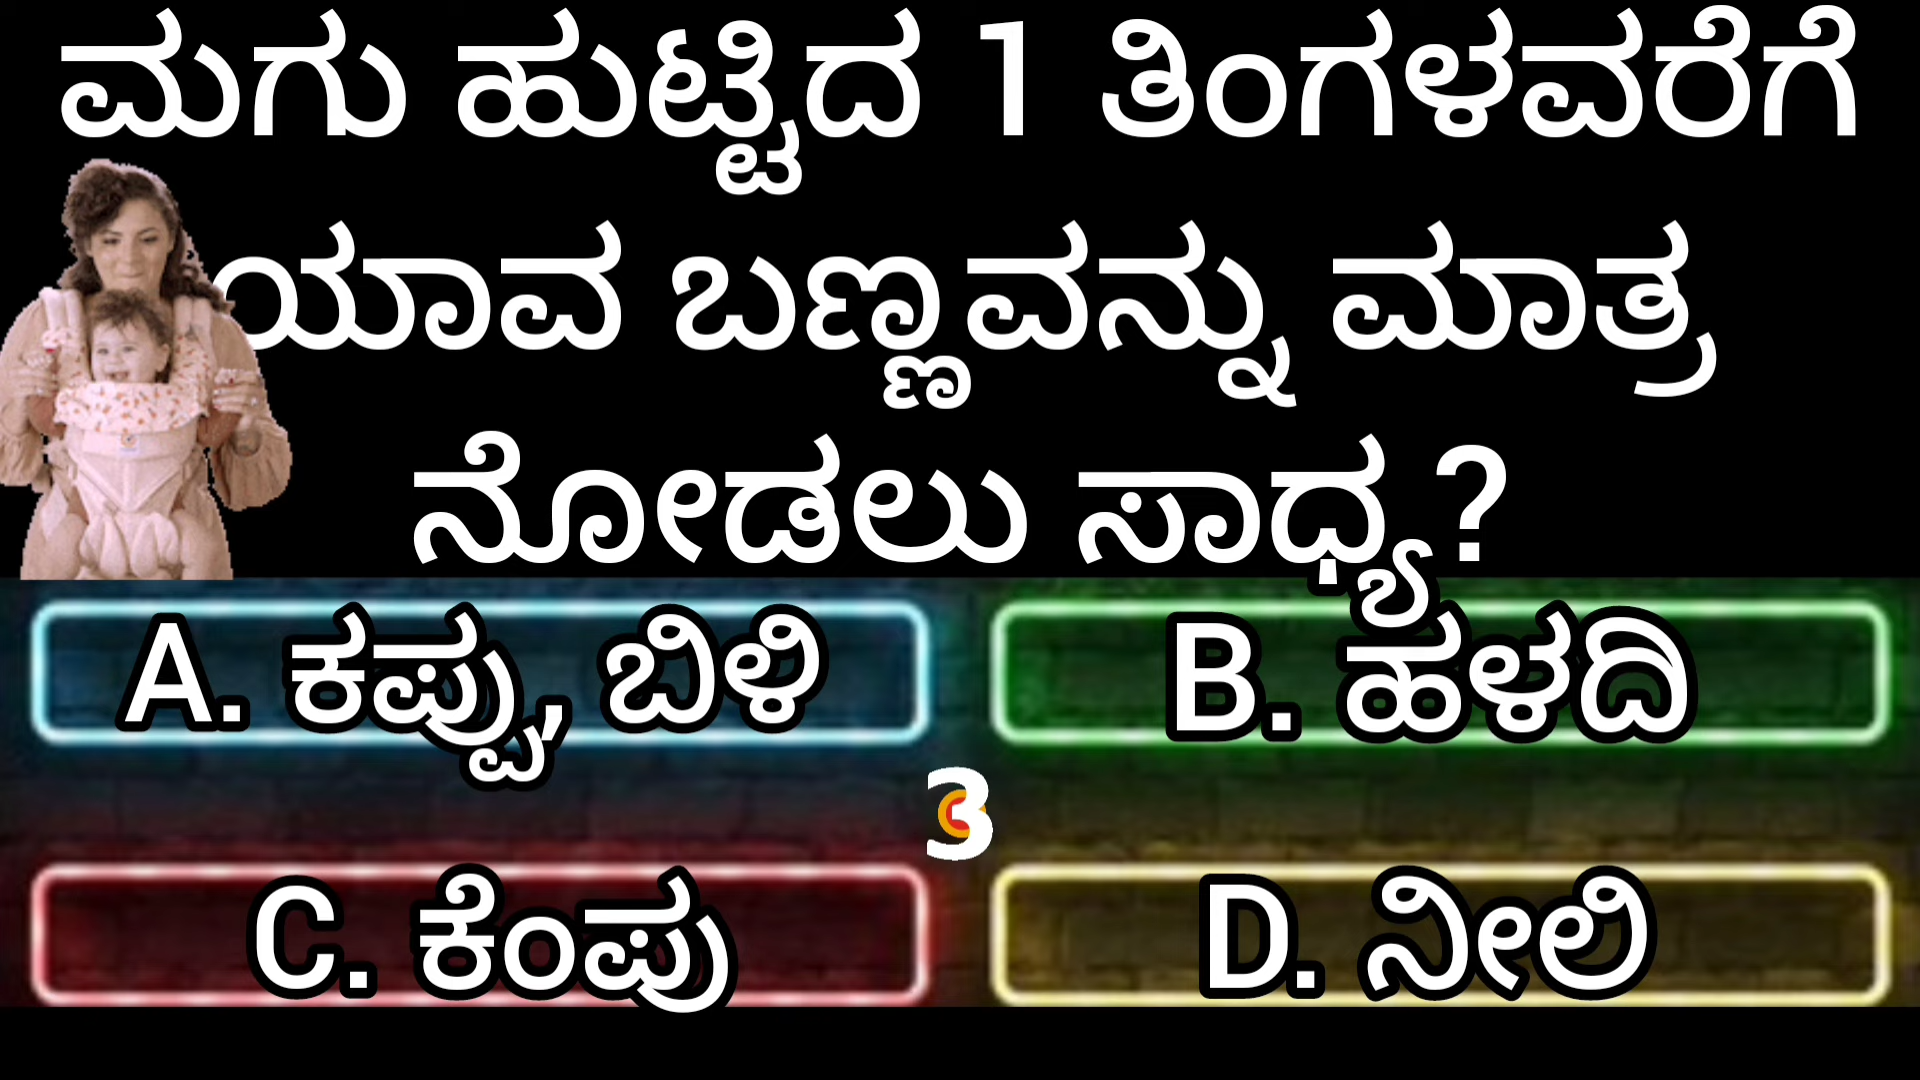 ಮಗು ಹುಟ್ಟಿದ 1 ತಿಂಗಳವರೆಗೆ
ಯಾವ ಬಣ್ಣವನ್ನು ಮಾತ್ರ
ನೋಡಲು ಸಾಧ್ಯ?
A. ಕಪ್ಪು, ಬಿಳಿ
B. ಹಳದಿ
3
C. ಕೆಂಪು
D. ನೀಲಿ